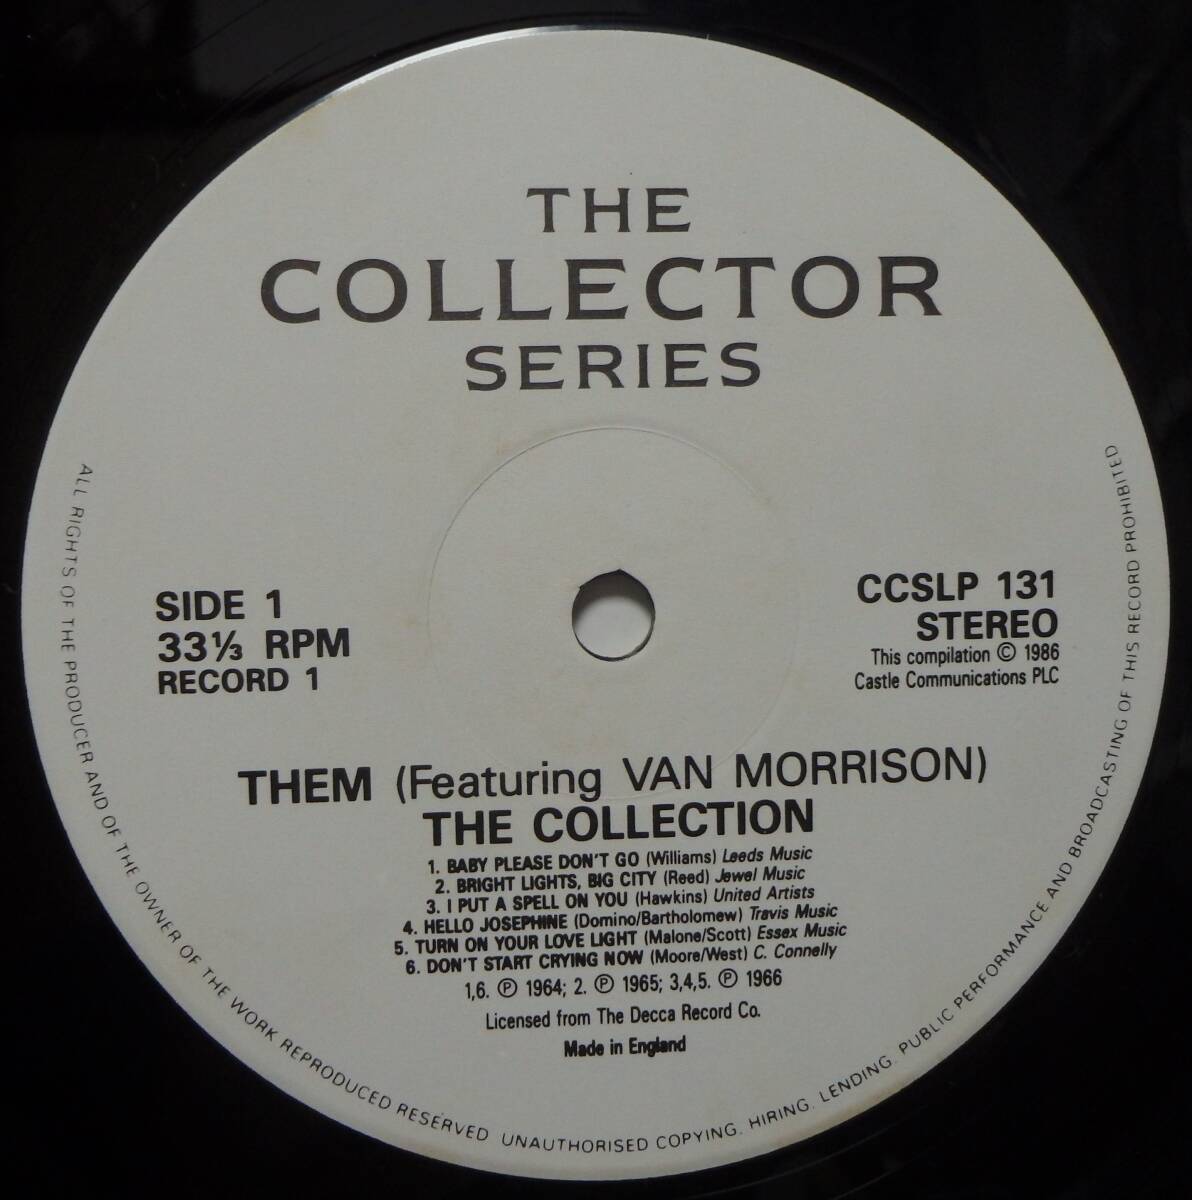 THE
COLLECTOR
SERIES
SIDE 1
33⅓ RPM
RECORD 1
CCSLP 131
STEREO
This compilation © 1986
Castle Communications PLC
THEM (Featuring VAN MORRISON)
THE COLLECTION
1. BABY PLEASE DON'T GO (Williams) Leeds Music
2. BRIGHT LIGHTS, BIG CITY (Reed) Jewel Music
3. I PUT A SPELL ON YOU (Hawkins) United Artists
4. HELLO JOSEPHINE (Domino/Bartholomew) Travis Music
5. TURN ON YOUR LOVE LIGHT (Malone/Scott) Essex Music
6. DON'T START CRYING NOW (Moore/West) C. Connelly
1,6. ℗ 1964; 2. ℗ 1965; 3,4,5. ℗ 1966
Licensed from The Decca Record Co.
Made in England
ALL RIGHTS OF THE PRODUCER AND OF THE OWNER OF THE WORK REPRODUCED RESERVED UNAUTHORISED COPYING. HIRING. LENDING. PUBLIC PERFORMANCE AND BROADCASTING OF THIS RECORD PROHIBITED